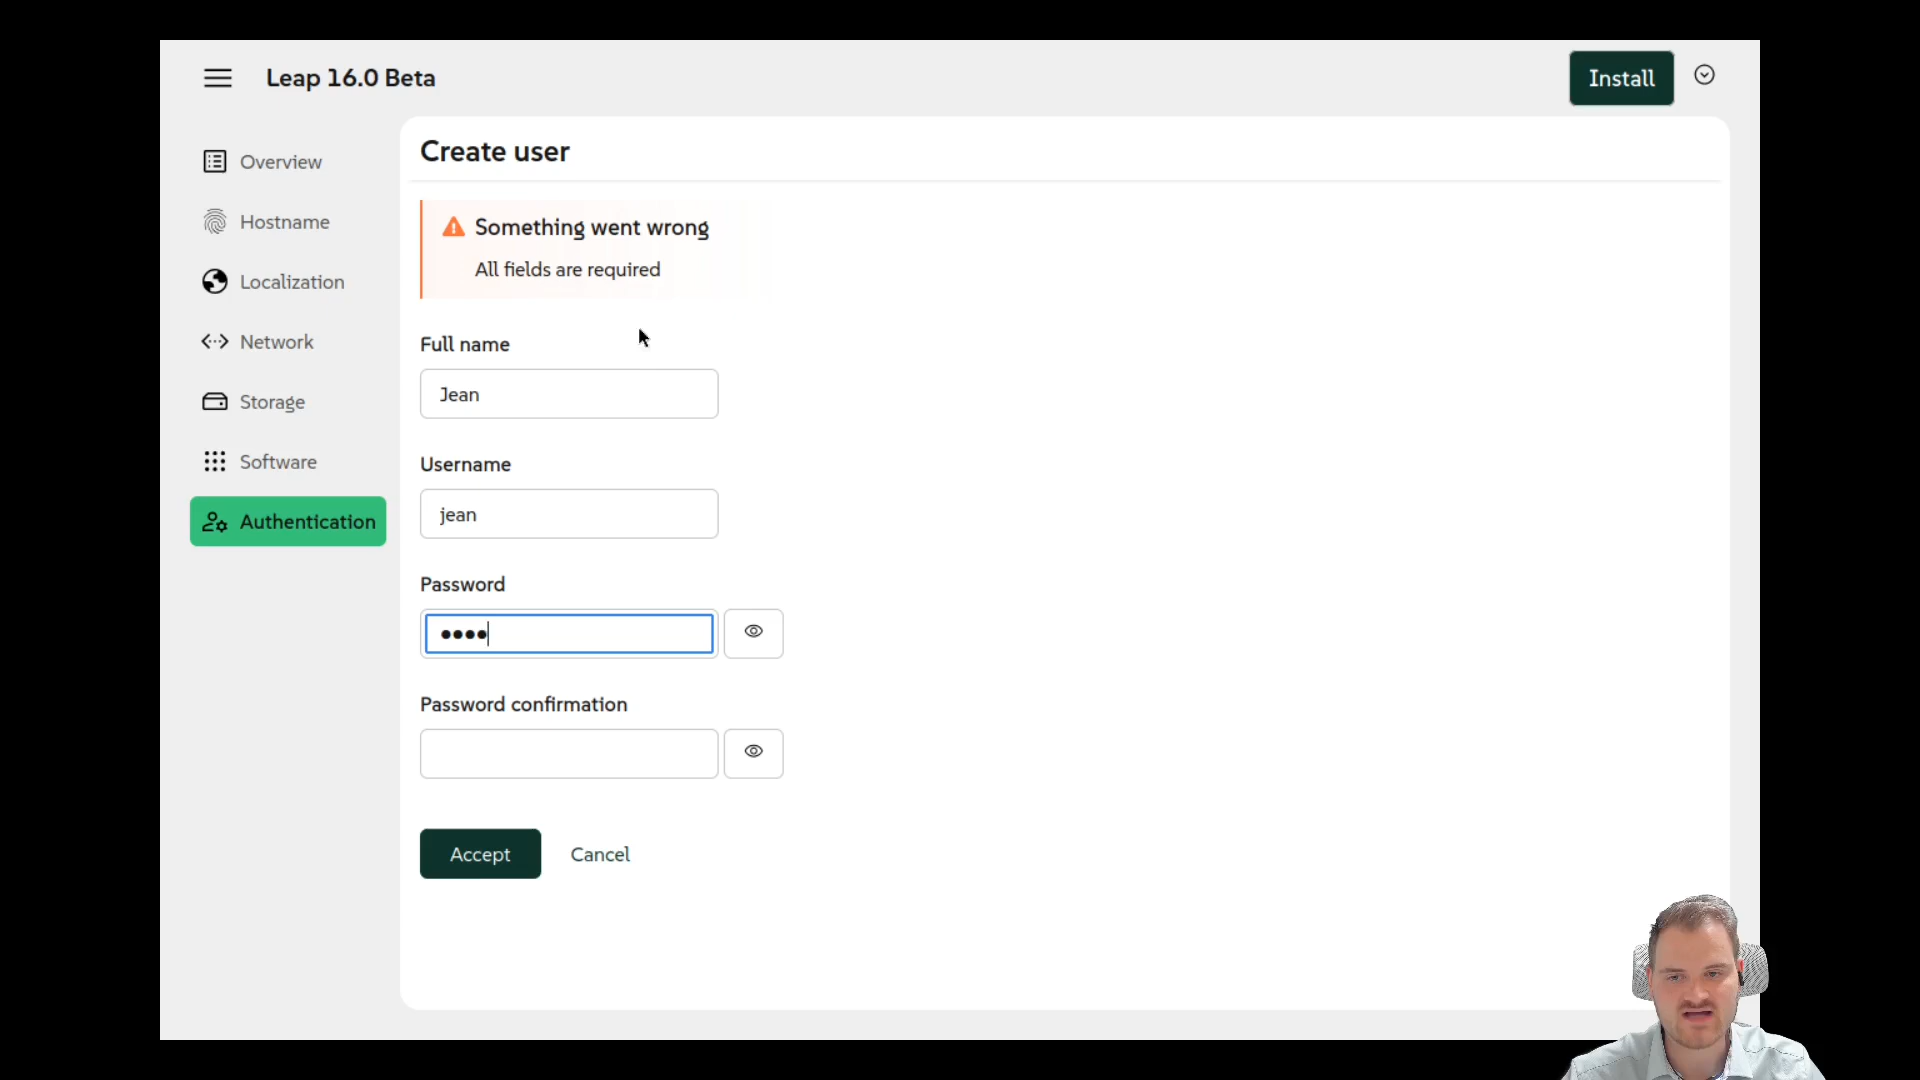 Leap 16.0 Beta
Install
Overview
Hostname
Localization
Network
Storage
Software
Authentication
Create user
Something went wrong
All fields are required
Full name
Jean
Username
jean
Password
••••
Password confirmation
Accept
Cancel